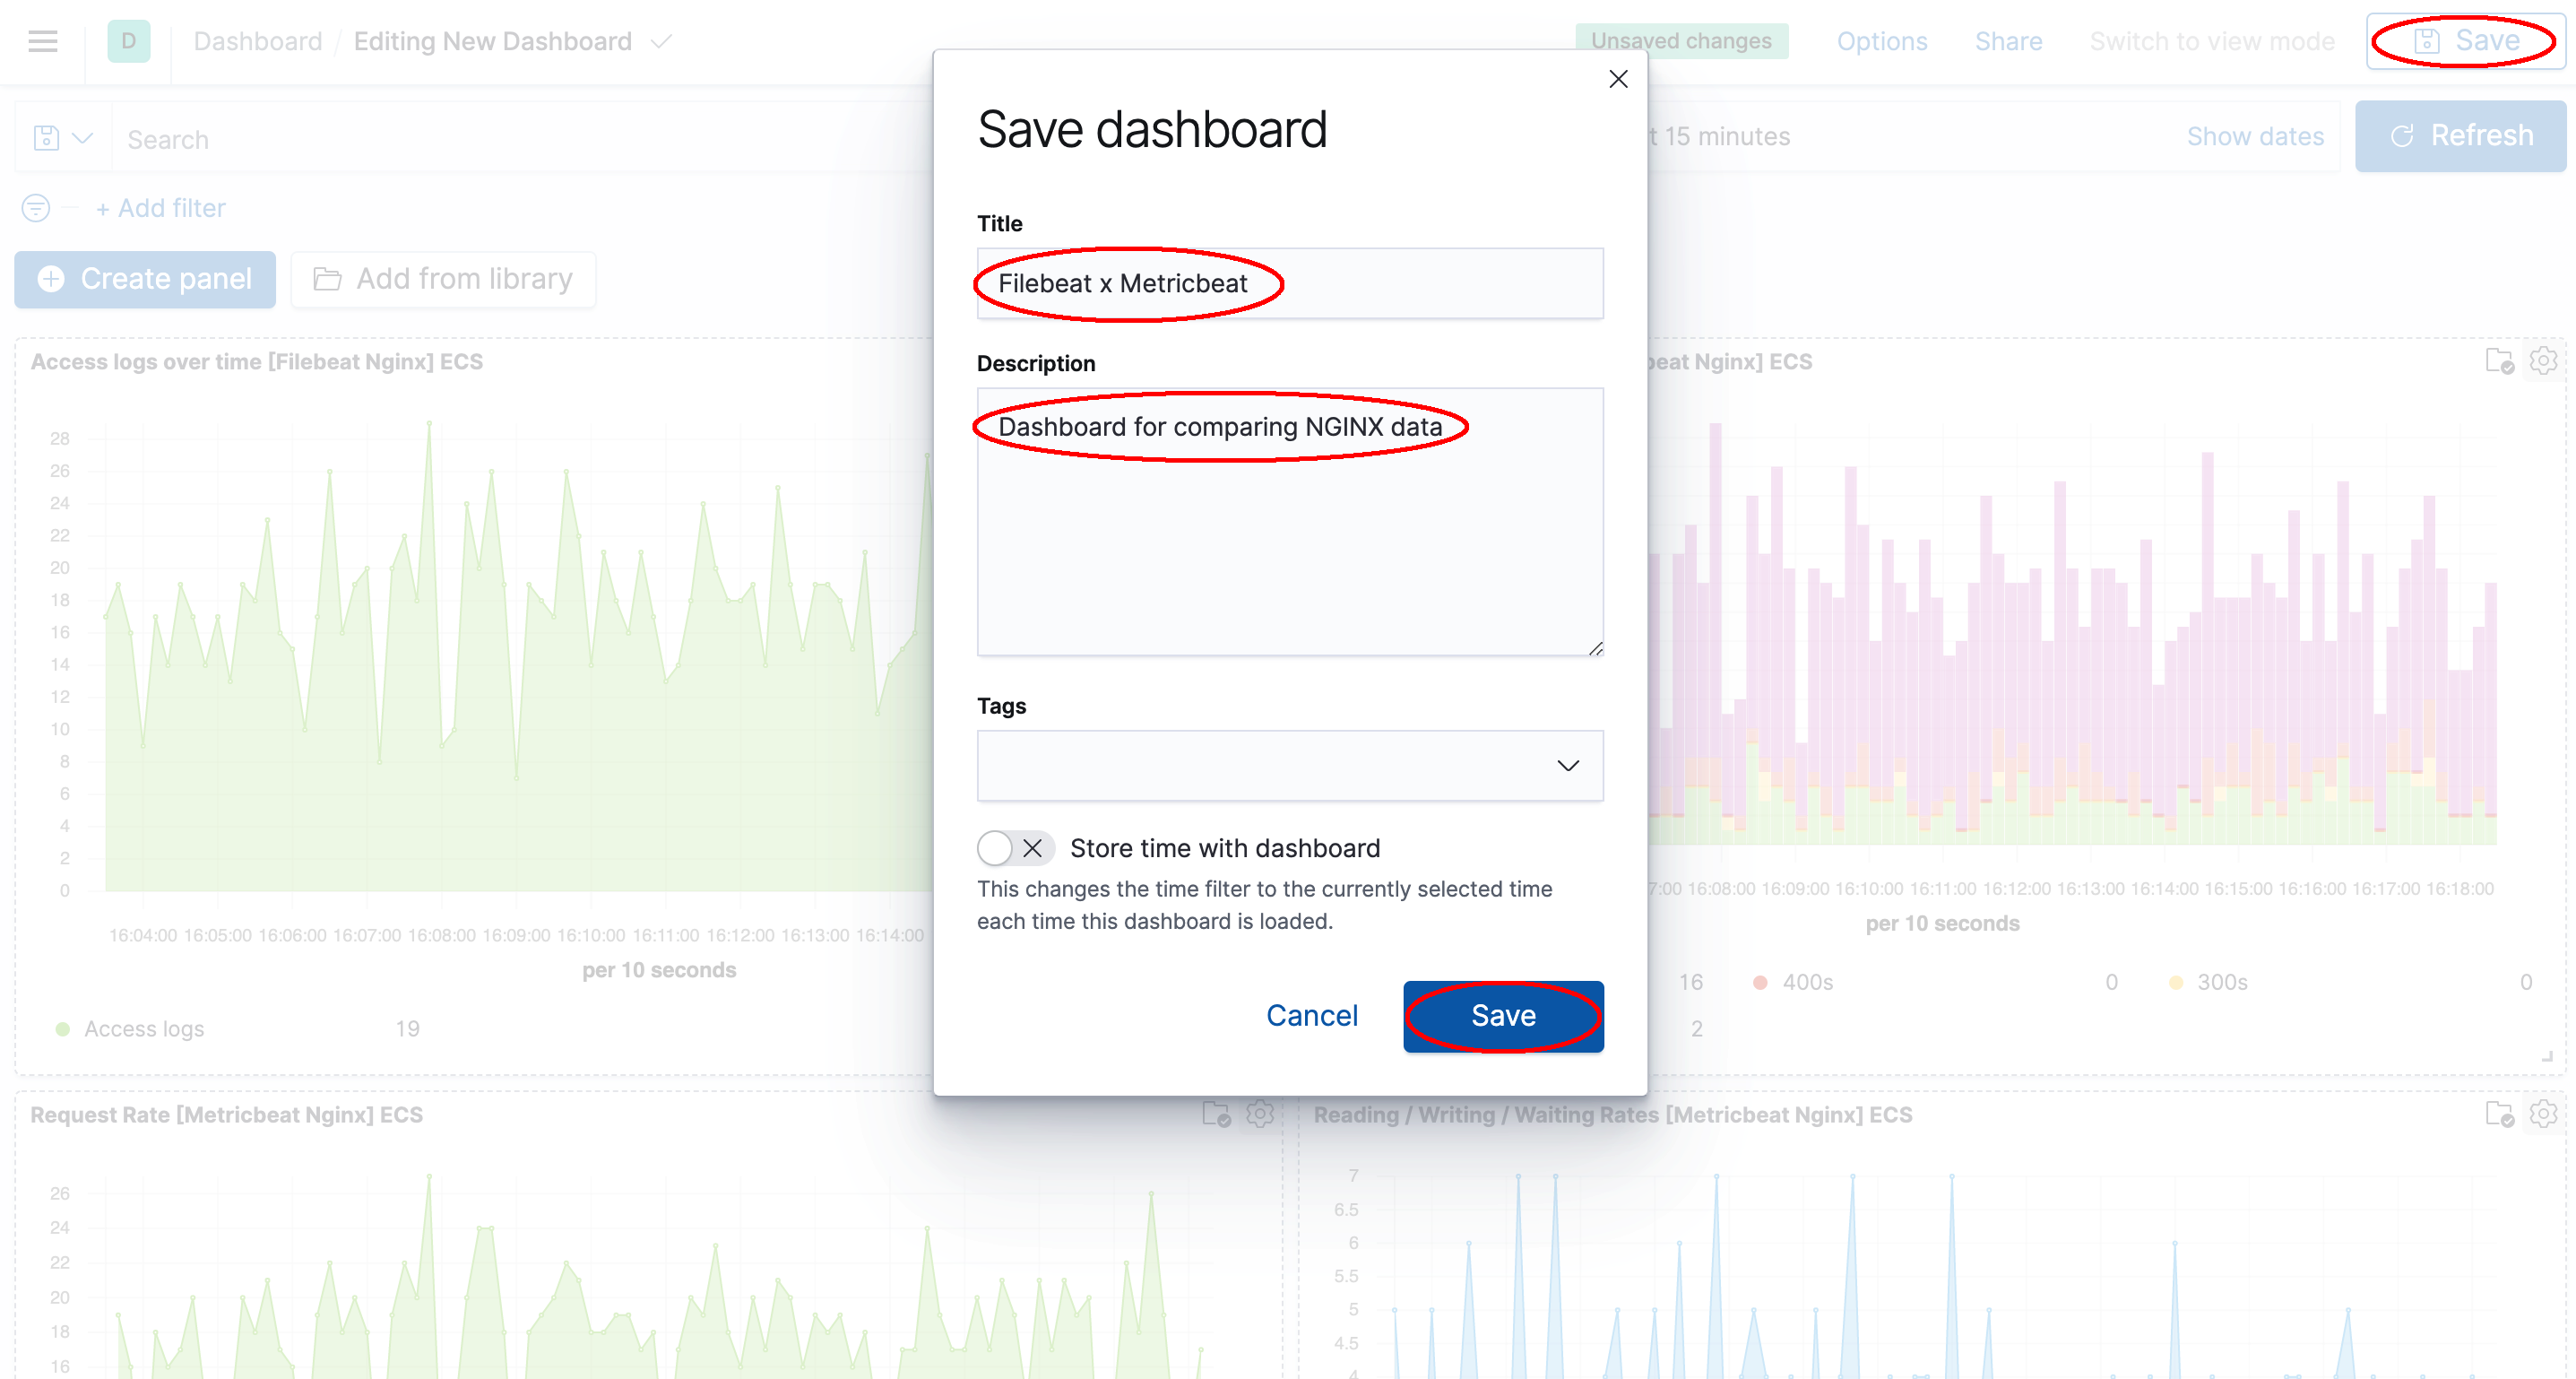 D
Dashboard / Editing New Dashboard
Unsaved changes
Options
Share
Switch to view mode
Save
Search
15 minutes
Show dates
Refresh
+ Add filter
Create panel
Add from library
Save dashboard
Title
Filebeat x Metricbeat
Description
Dashboard for comparing NGINX data
Tags
Store time with dashboard
This changes the time filter to the currently selected time
each time this dashboard is loaded.
Cancel
Save
Access logs over time [Filebeat Nginx] ECS
28
26
24
22
20
18
16
14
12
10
8
6
4
2
0
16:04:00 16:05:00 16:06:00 16:07:00 16:08:00 16:09:00 16:10:00 16:11:00 16:12:00 16:13:00 16:14:00
per 10 seconds
Access logs 19
Nginx] ECS
16:08:00 16:09:00 16:10:00 16:11:00 16:12:00 16:13:00 16:14:00 16:15:00 16:16:00 16:17:00 16:18:00
per 10 seconds
16 400s 0 300s 0
2
Request Rate [Metricbeat Nginx] ECS
26
24
22
20
18
16
Reading / Writing / Waiting Rates [Metricbeat Nginx] ECS
7
6.5
6
5.5
5
4.5
4